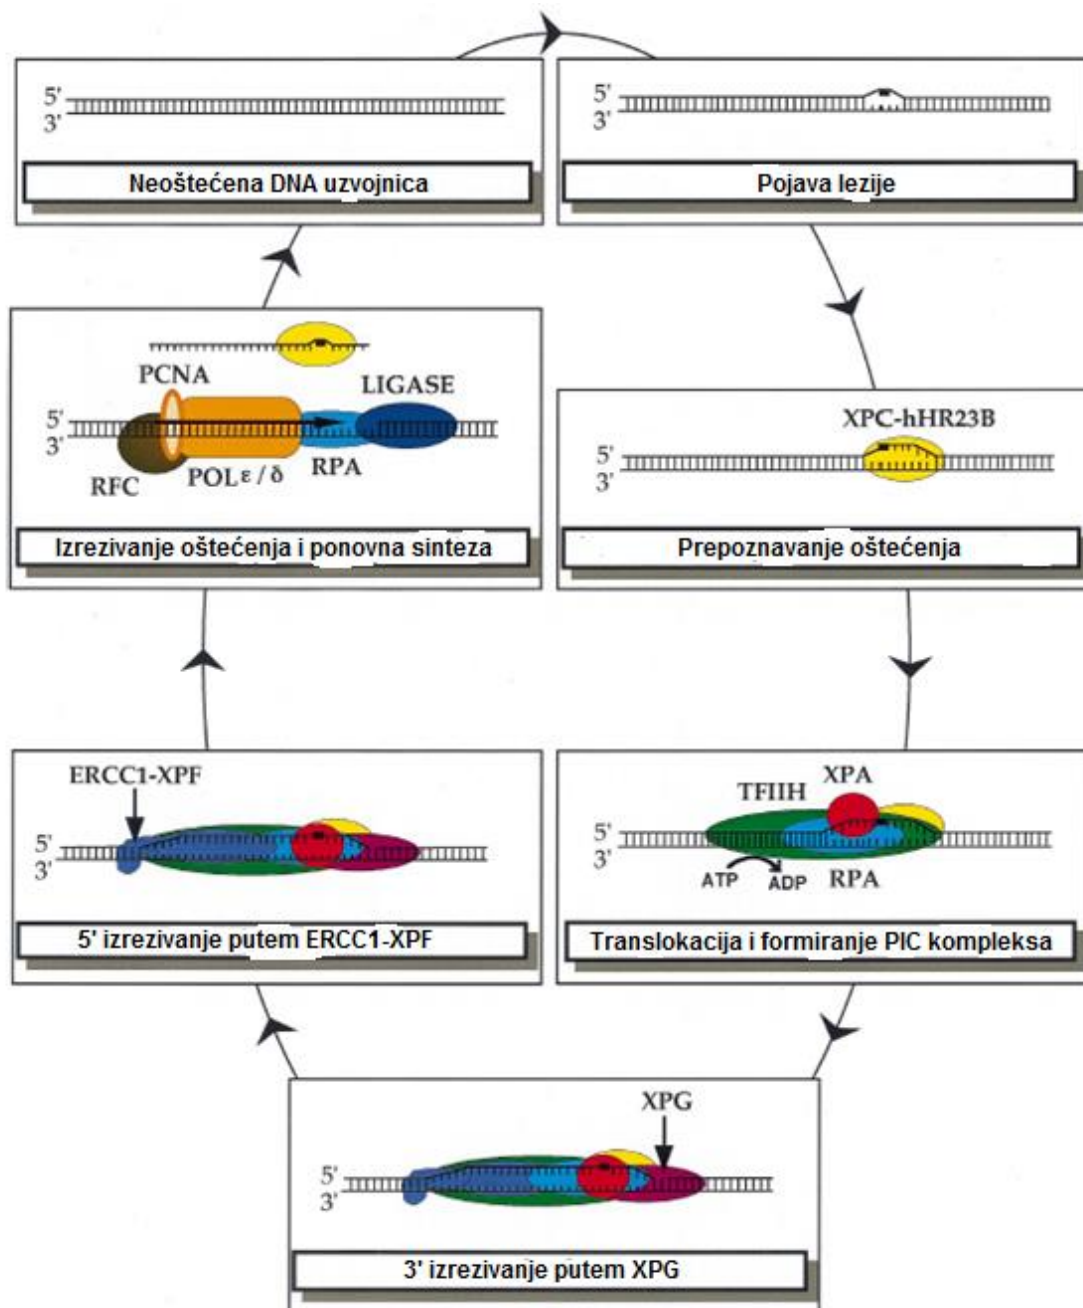 5'
3'
Neoštećena DNA uzvojnica
5'
3'
Pojava lezije
XPC-hHR23B
5'
3'
Prepoznavanje oštećenja
TFIIH
XPA
5'
3'
ATP
ADP
RPA
Translokacija i formiranje PIC kompleksa
XPG
5'
3'
3' izrezivanje putem XPG
ERCC1-XPF
5'
3'
5' izrezivanje putem ERCC1-XPF
PCNA
LIGASE
5'
3'
RFC
POL ε / δ
RPA
Izrezivanje oštećenja i ponovna sinteza